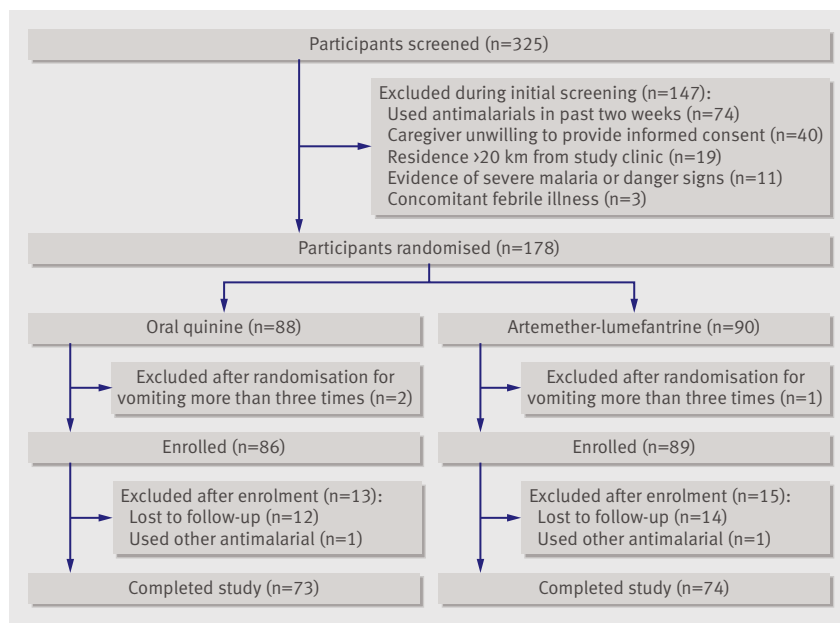 Participants screened (n=325)
Excluded during initial screening (n=147):
Used antimalarials in past two weeks (n=74)
Caregiver unwilling to provide informed consent (n=40)
Residence >20 km from study clinic (n=19)
Evidence of severe malaria or danger signs (n=11)
Concomitant febrile illness (n=3)
Participants randomised (n=178)
Oral quinine (n=88)
Artemether-lumefantrine (n=90)
Excluded after randomisation for
vomiting more than three times (n=2)
Excluded after randomisation for
vomiting more than three times (n=1)
Enrolled (n=86)
Enrolled (n=89)
Excluded after enrolment (n=13):
Lost to follow-up (n=12)
Used other antimalarial (n=1)
Excluded after enrolment (n=15):
Lost to follow-up (n=14)
Used other antimalarial (n=1)
Completed study (n=73)
Completed study (n=74)